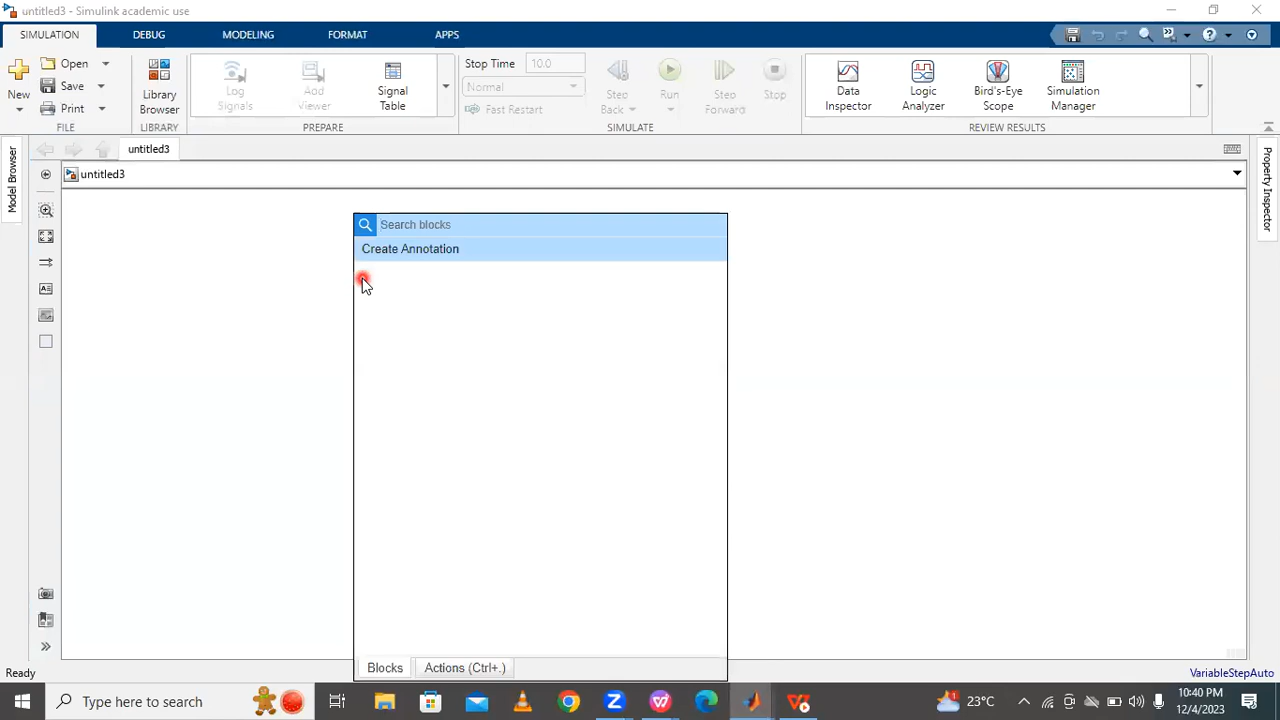 untitled3 - Simulink academic use
SIMULATION DEBUG MODELING FORMAT APPS
New
Open
Save
Print
FILE
Library Browser
LIBRARY
Log Signals
Add Viewer
Signal Table
PREPARE
Stop Time 10.0
Normal
Fast Restart
Step Back
Run
Step Forward
Stop
SIMULATE
Data Inspector
Logic Analyzer
Bird's-Eye Scope
Simulation Manager
REVIEW RESULTS
Model Browser
untitled3
untitled3
Property Inspector
Search blocks
Create Annotation
Blocks Actions (Ctrl+.)
Ready
VariableStepAuto
Type here to search
1
23°C
10:40 PM
12/4/2023